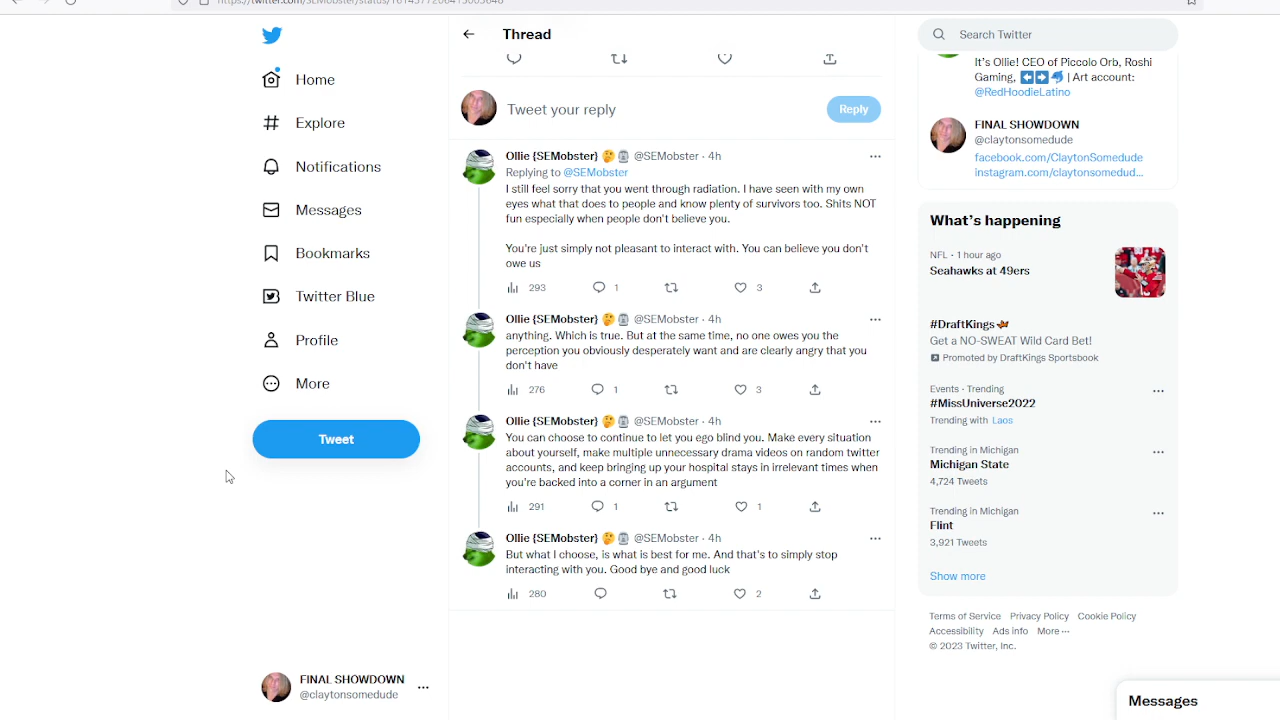 Thread
Search Twitter
Home
Explore
Notifications
Messages
Bookmarks
Twitter Blue
Profile
More
Tweet
FINAL SHOWDOWN
@claytonsomedude
Tweet your reply
Reply
Ollie {SEMobster} 🤔🗿 @SEMobster · 4h
Replying to @SEMobster
I still feel sorry that you went through radiation. I have seen with my own
eyes what that does to people and know plenty of survivors too. Shits NOT
fun especially when people don't believe you.
You're just simply not pleasant to interact with. You can believe you don't
owe us
293 1 3
Ollie {SEMobster} 🤔🗿 @SEMobster · 4h
anything. Which is true. But at the same time, no one owes you the
perception you obviously desperately want and are clearly angry that you
don't have
276 1 3
Ollie {SEMobster} 🤔🗿 @SEMobster · 4h
You can choose to continue to let you ego blind you. Make every situation
about yourself, make multiple unnecessary drama videos on random twitter
accounts, and keep bringing up your hospital stays in irrelevant times when
you're backed into a corner in an argument
291 1 1
Ollie {SEMobster} 🤔🗿 @SEMobster · 4h
But what I choose, is what is best for me. And that's to simply stop
interacting with you. Good bye and good luck
280 2
It's Ollie! CEO of Piccolo Orb, Roshi
Gaming, ⬅️➡️🐬 | Art account:
@RedHoodieLatino
FINAL SHOWDOWN
@claytonsomedude
facebook.com/ClaytonSomedude
instagram.com/claytonsomedud...
What's happening
NFL · 1 hour ago
Seahawks at 49ers
#DraftKings
Get a NO-SWEAT Wild Card Bet!
Promoted by DraftKings Sportsbook
Events · Trending
#MissUniverse2022
Trending with Laos
Trending in Michigan
Michigan State
4,724 Tweets
Trending in Michigan
Flint
3,921 Tweets
Show more
Terms of Service Privacy Policy Cookie Policy
Accessibility Ads info More ···
© 2023 Twitter, Inc.
Messages